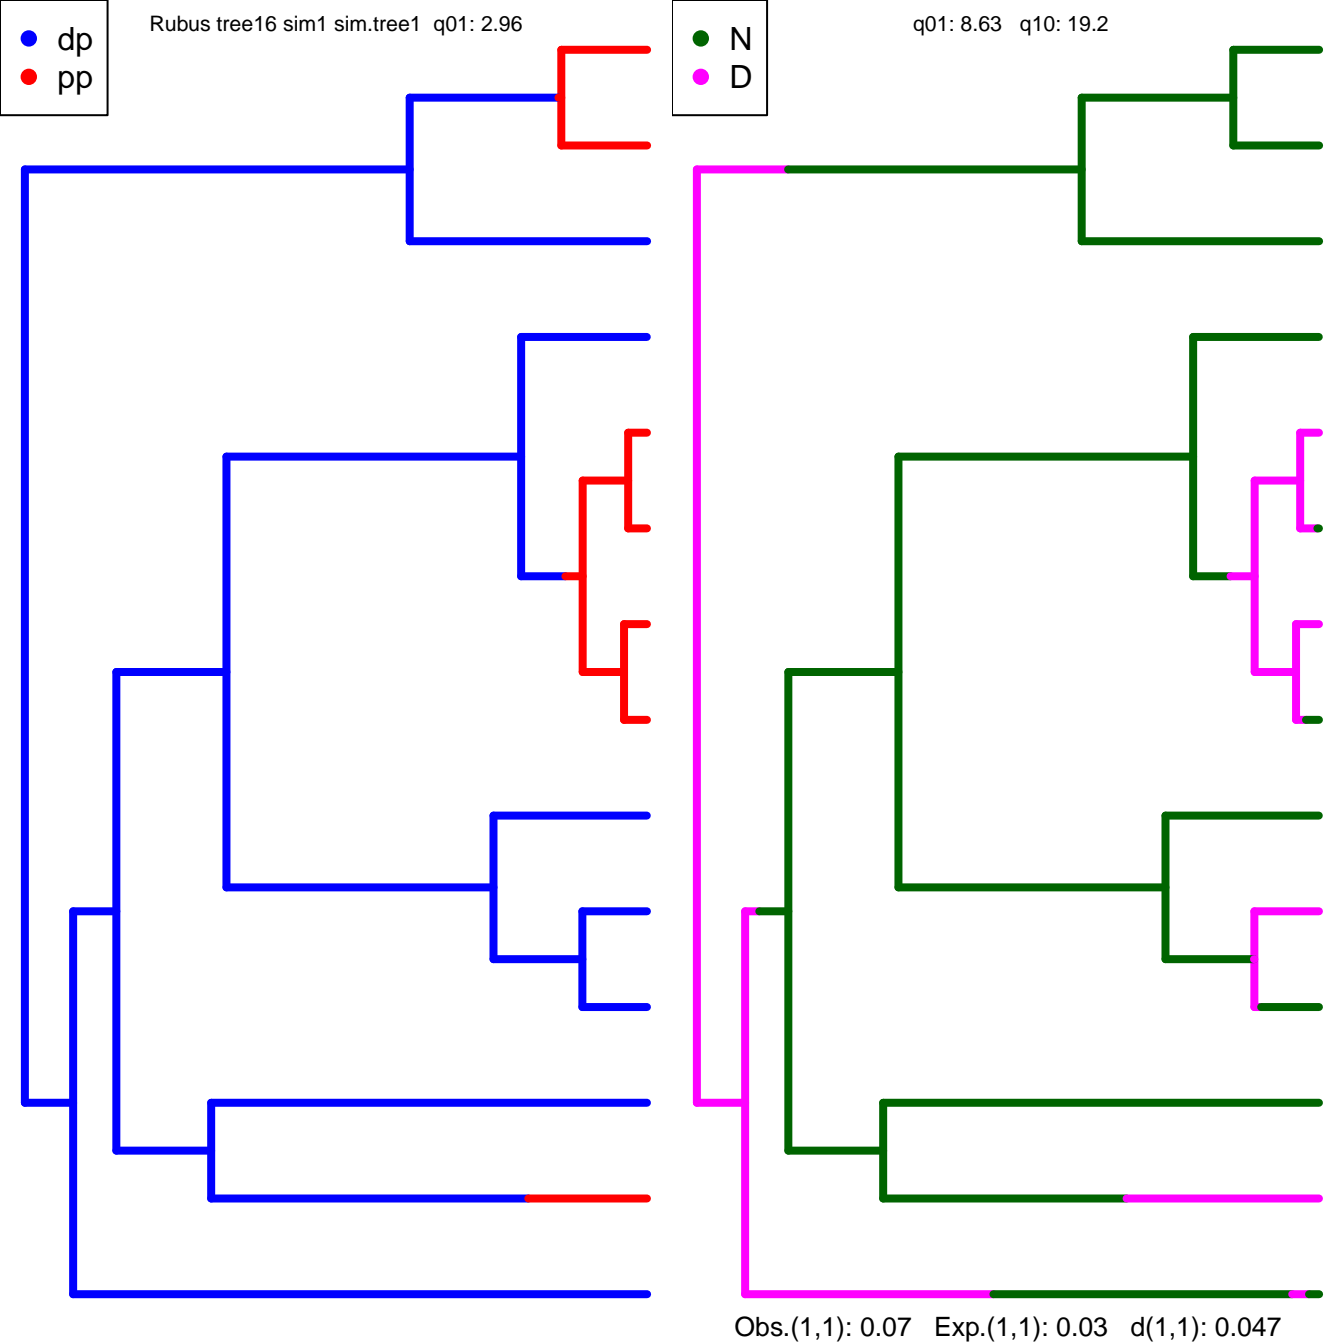 Rubus tree16 sim1 sim.tree1 q01: 2.96
dp
pp
q01: 8.63 q10: 19.2
N
D
Obs.(1,1): 0.07 Exp.(1,1): 0.03 d(1,1): 0.047